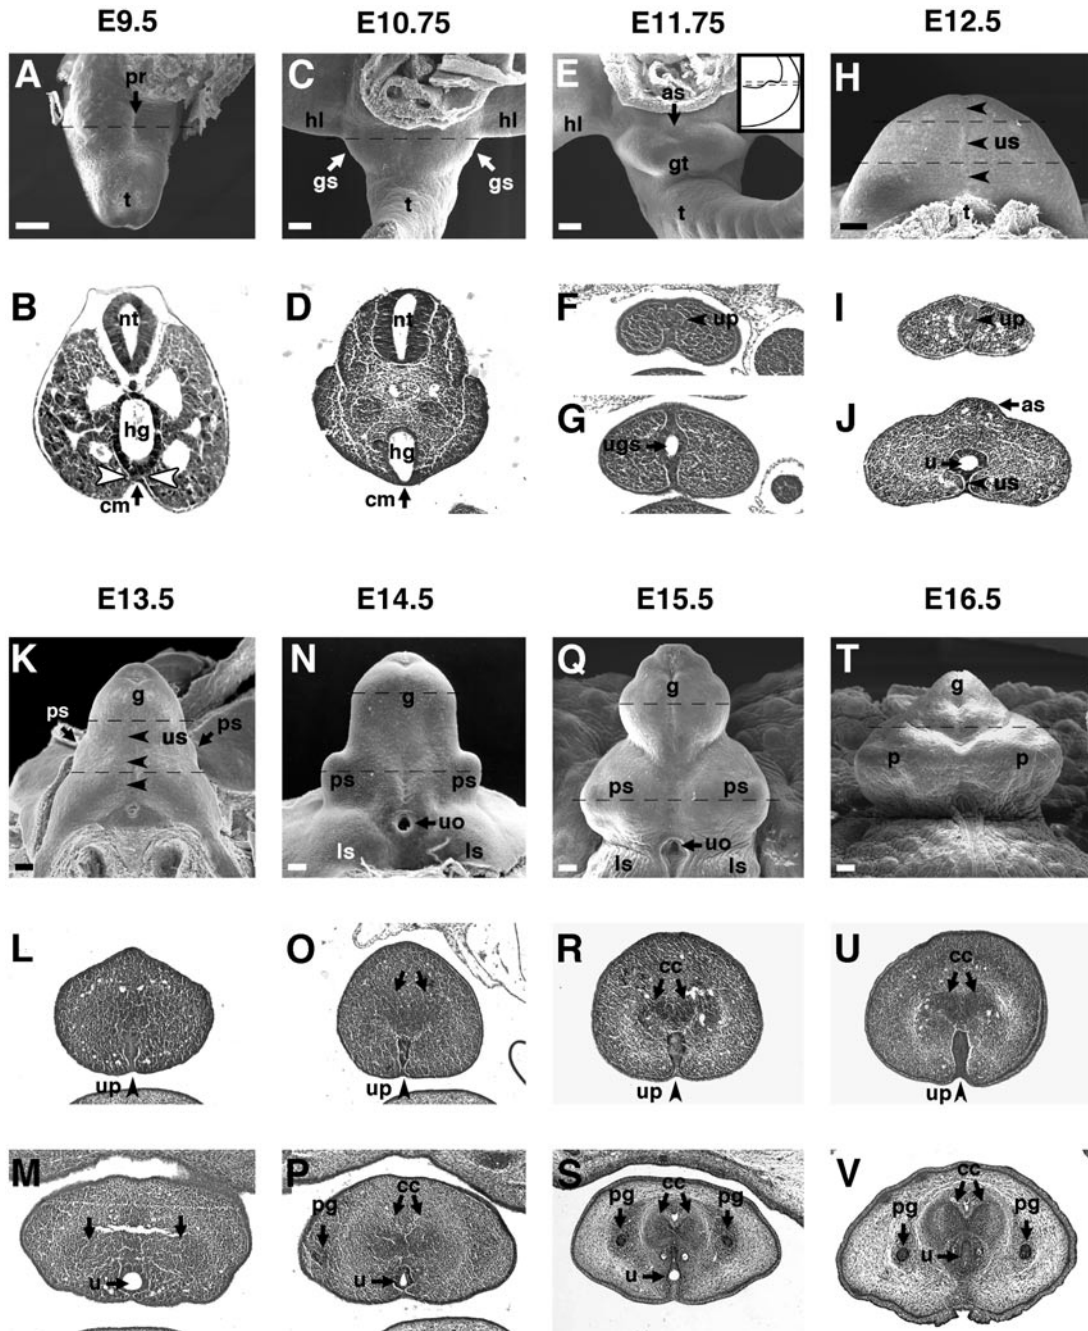 E9.5 E10.75 E11.75 E12.5
A pr t
C hl hl gs gs t
E as hl gt t
H us t
B nt hg cm
D nt hg cm
F up
G ugs
I up
J as u us
E13.5 E14.5 E15.5 E16.5
K g ps us ps
N g ps ps uo ls ls
Q g ps ps uo ls ls
T g p p
L up
O up
R cc up
U cc up
M u
P pg cc u
S pg cc pg u
V cc pg pg u